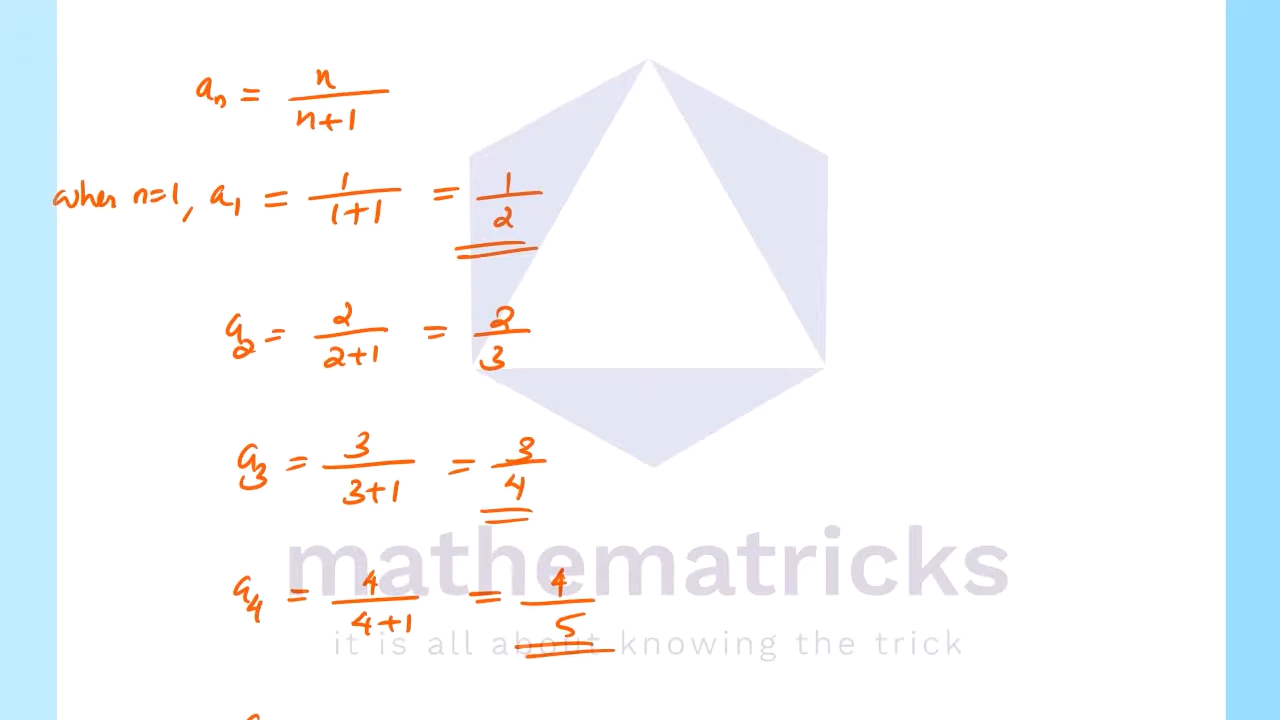 aₙ = n/(n+1)
when n=1, a₁ = 1/(1+1) = 1/2
a₂ = 2/(2+1) = 2/3
a₃ = 3/(3+1) = 3/4
mathematricks
a₄ = 4/(4+1) = 4/5
it is all about knowing the trick